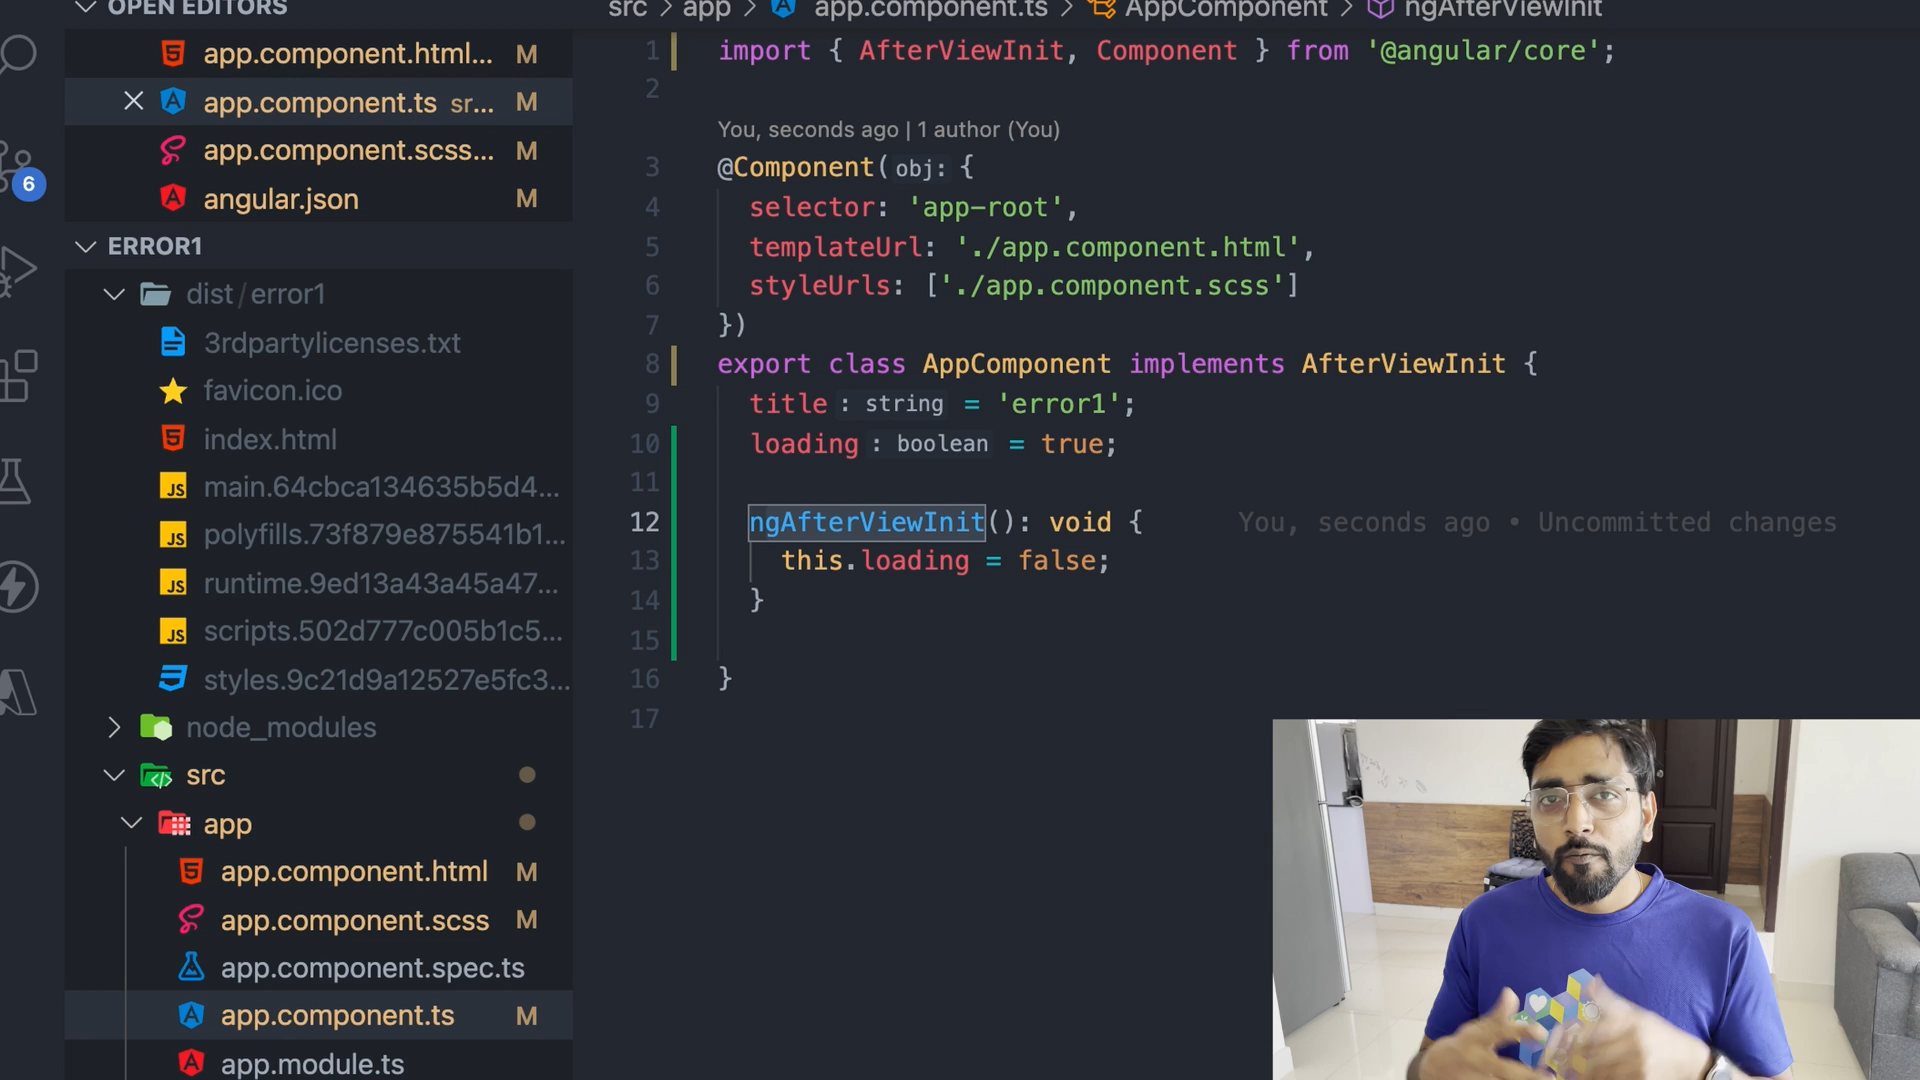 OPEN EDITORS
app.component.html... M
app.component.ts sr... M
app.component.scss... M
angular.json M
6
ERROR1
dist/error1
3rdpartylicenses.txt
favicon.ico
index.html
main.64cbca134635b5d4...
polyfills.73f879e875541b1...
runtime.9ed13a43a45a47...
scripts.502d777c005b1c5...
styles.9c21d9a12527e5fc3...
node_modules
src
app
app.component.html M
app.component.scss M
app.component.spec.ts
app.component.ts M
app.module.ts
src > app > app.component.ts > AppComponent > ngAfterViewInit
1 import { AfterViewInit, Component } from '@angular/core';
2
You, seconds ago | 1 author (You)
3 @Component(obj: {
4 selector: 'app-root',
5 templateUrl: './app.component.html',
6 styleUrls: ['./app.component.scss']
7 })
8 export class AppComponent implements AfterViewInit {
9 title: string = 'error1';
10 loading: boolean = true;
11
12 ngAfterViewInit(): void { You, seconds ago • Uncommitted changes
13 this.loading = false;
14 }
15
16 }
17